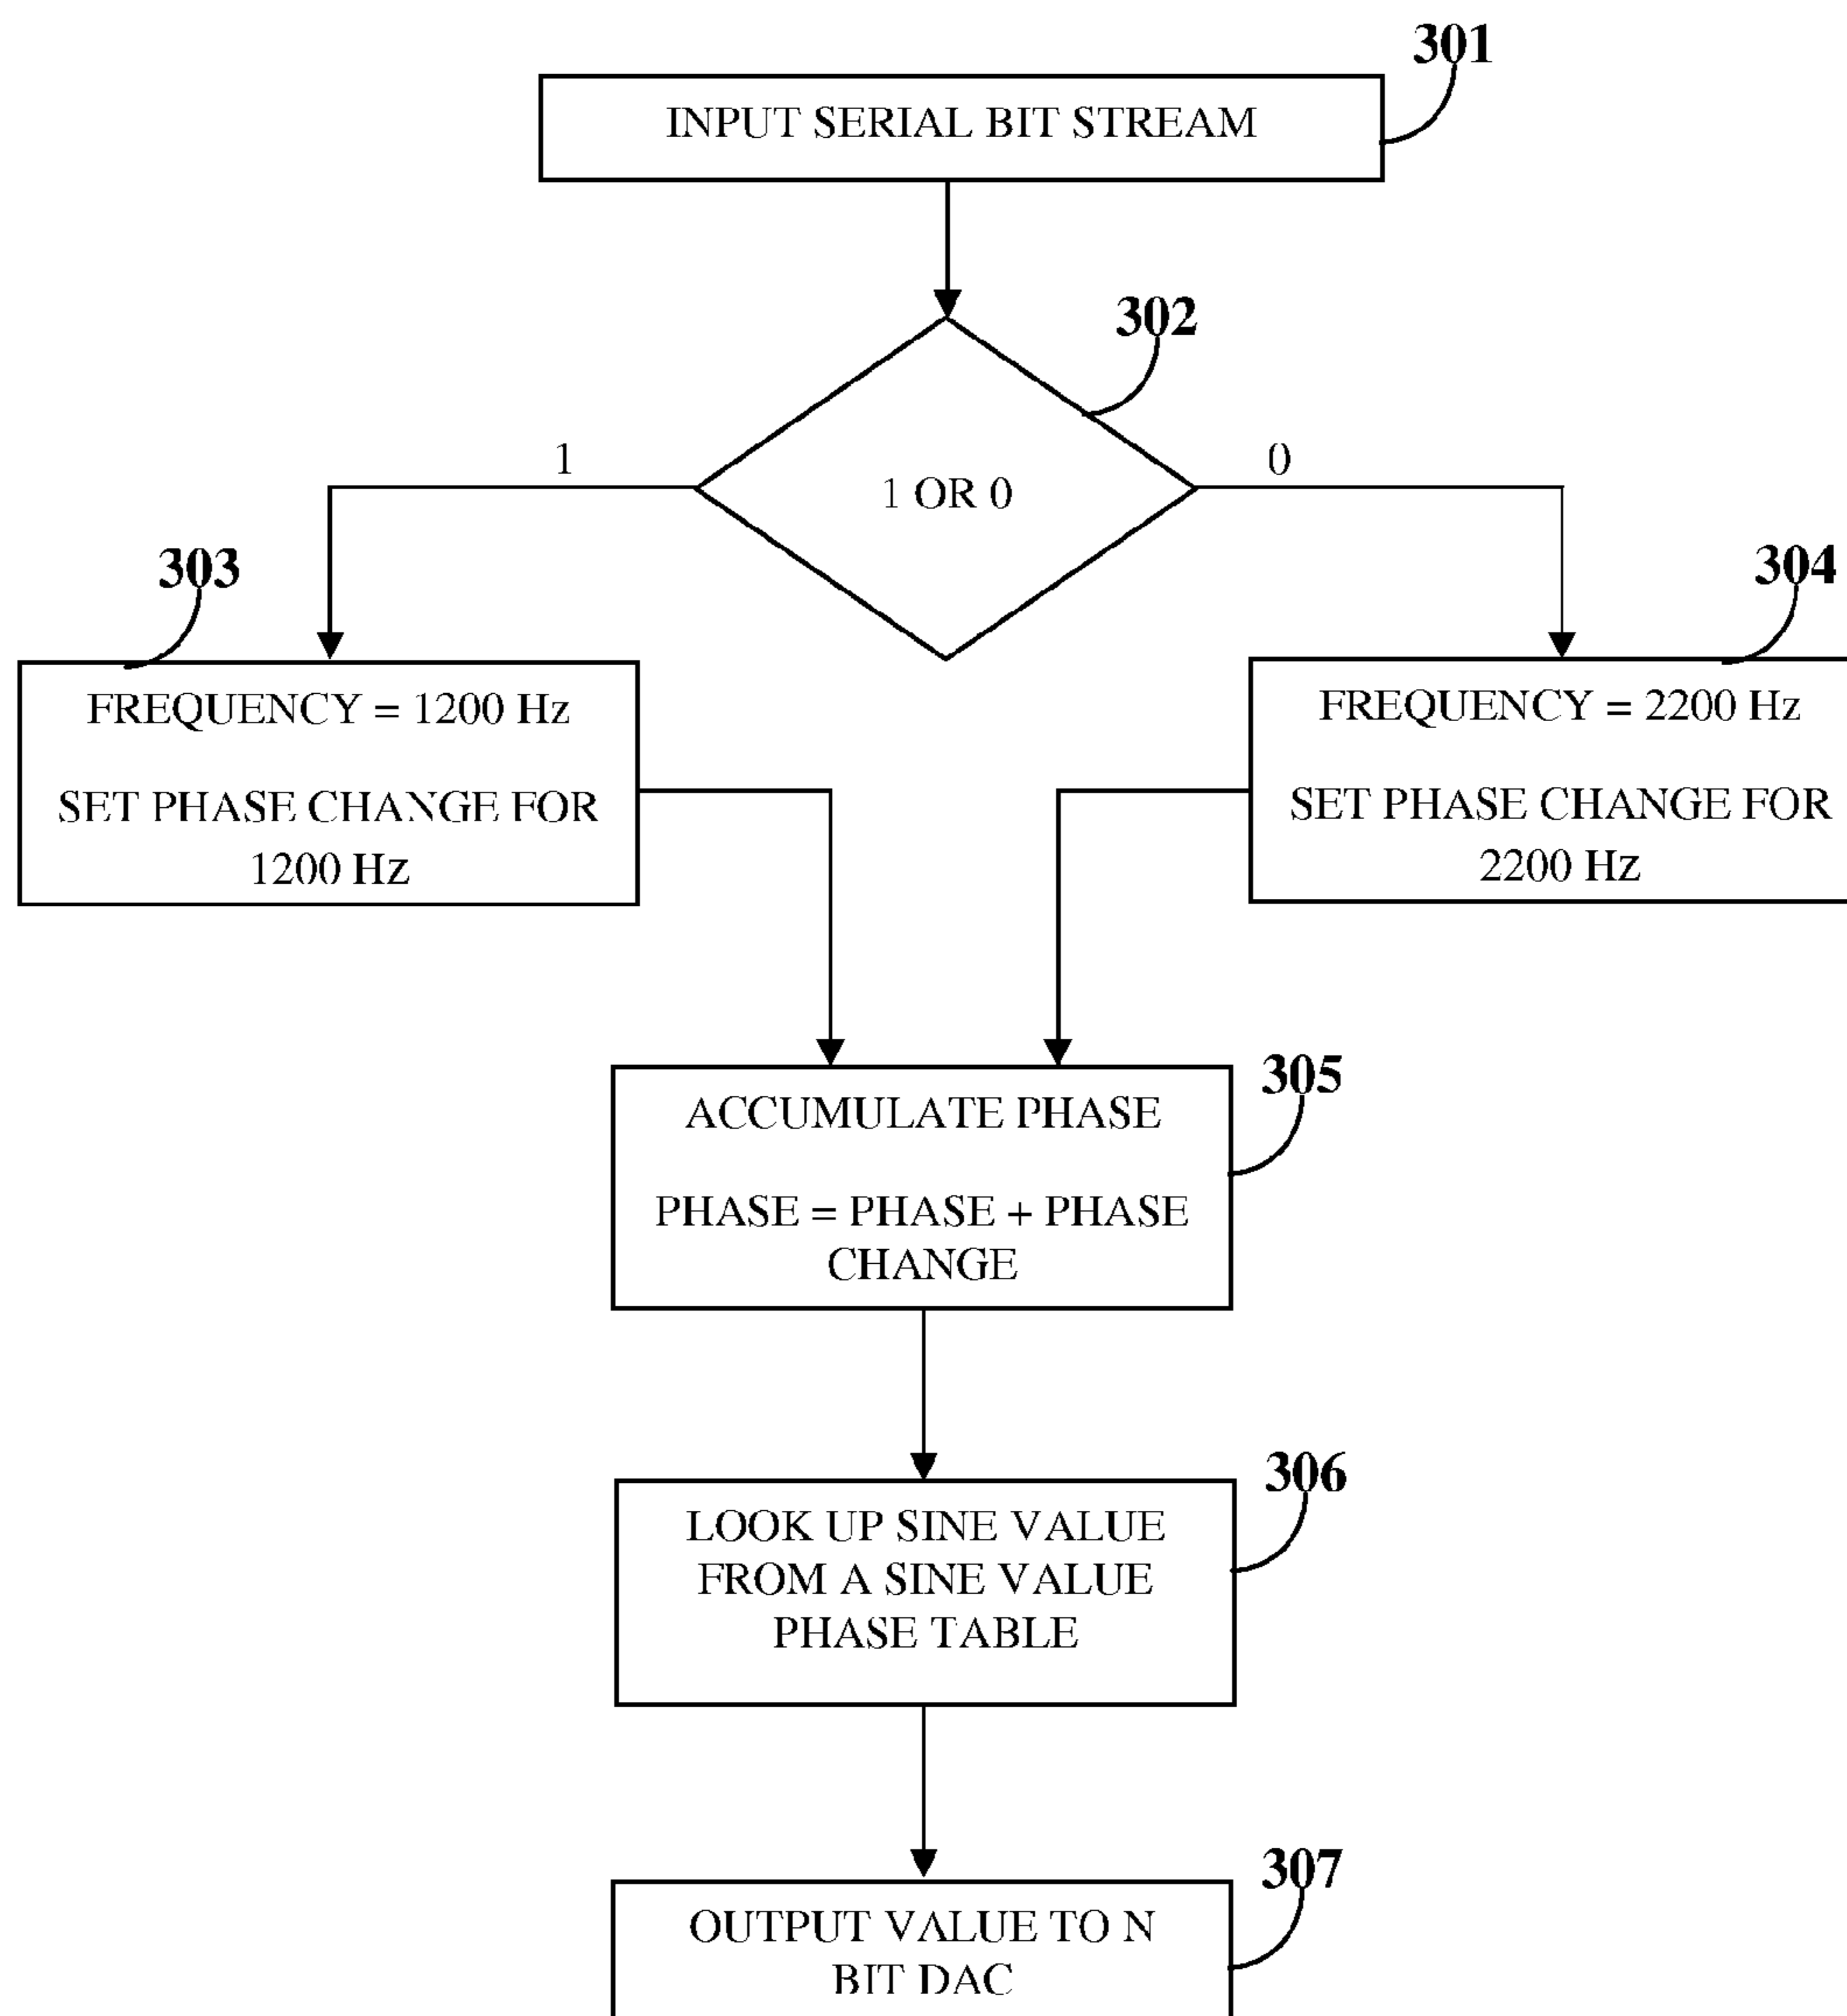 301
INPUT SERIAL BIT STREAM
302
1
0
1 OR 0
303
304
FREQUENCY = 1200 Hz
SET PHASE CHANGE FOR
1200 Hz
FREQUENCY = 2200 Hz
SET PHASE CHANGE FOR
2200 Hz
305
ACCUMULATE PHASE
PHASE = PHASE + PHASE
CHANGE
306
LOOK UP SINE VALUE
FROM A SINE VALUE
PHASE TABLE
307
OUTPUT VALUE TO N
BIT DAC